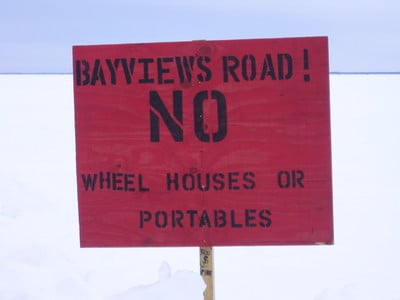 BAYVIEWS ROAD!
NO
WHEEL HOUSES OR
PORTABLES